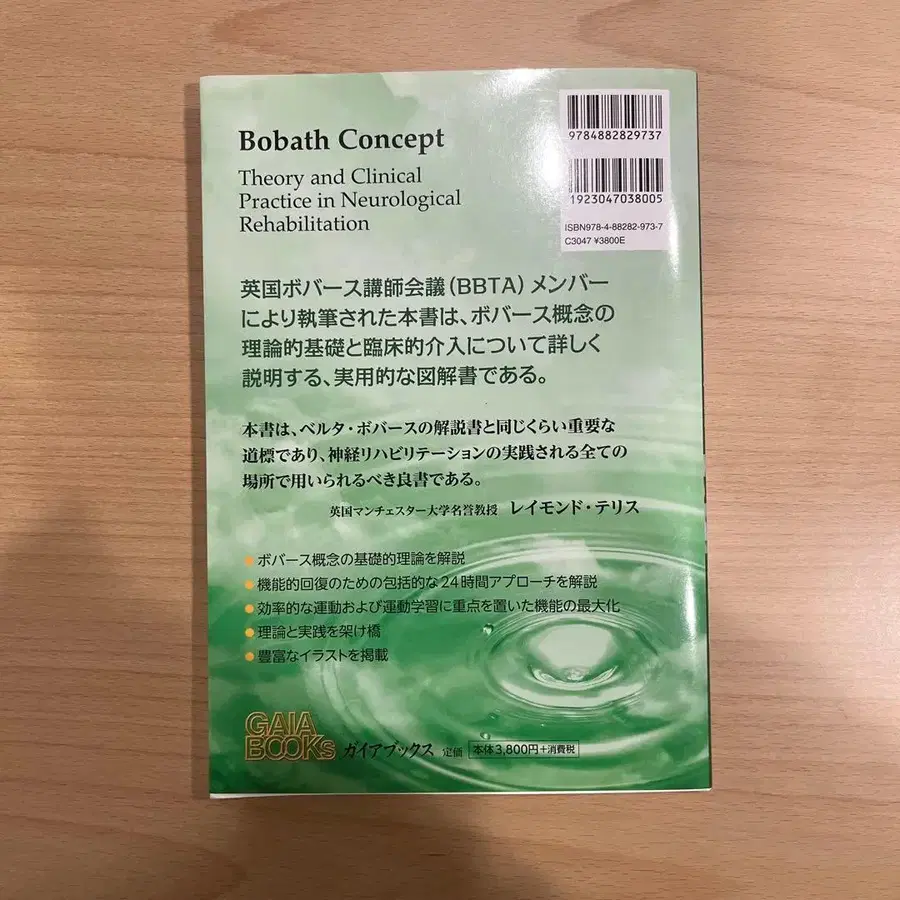 Bobath Concept
Theory and Clinical
Practice in Neurological
Rehabilitation
9784882829737
1923047038005
ISBN978-4-88282-973-7
C3047 ¥3800E
英国ボバース講師会議(BBTA)メンバー
により執筆された本書は、ボバース概念の
理論的基礎と臨床的介入について詳しく
説明する、実用的な図解書である。
本書は、ベルタ・ボバースの解説書と同じくらい重要な
道標であり、神経リハビリテーションの実践される全ての
場所で用いられるべき良書である。
英国マンチェスター大学名誉教授 レイモンド・テリス
●ボバース概念の基礎的理論を解説
●機能的回復のための包括的な24時間アプローチを解説
●効率的な運動および運動学習に重点を置いた機能の最大化
●理論と実践を架け橋
●豊富なイラストを掲載
GAIA
BOOKs ガイアブックス 定価 本体3,800円+消費税